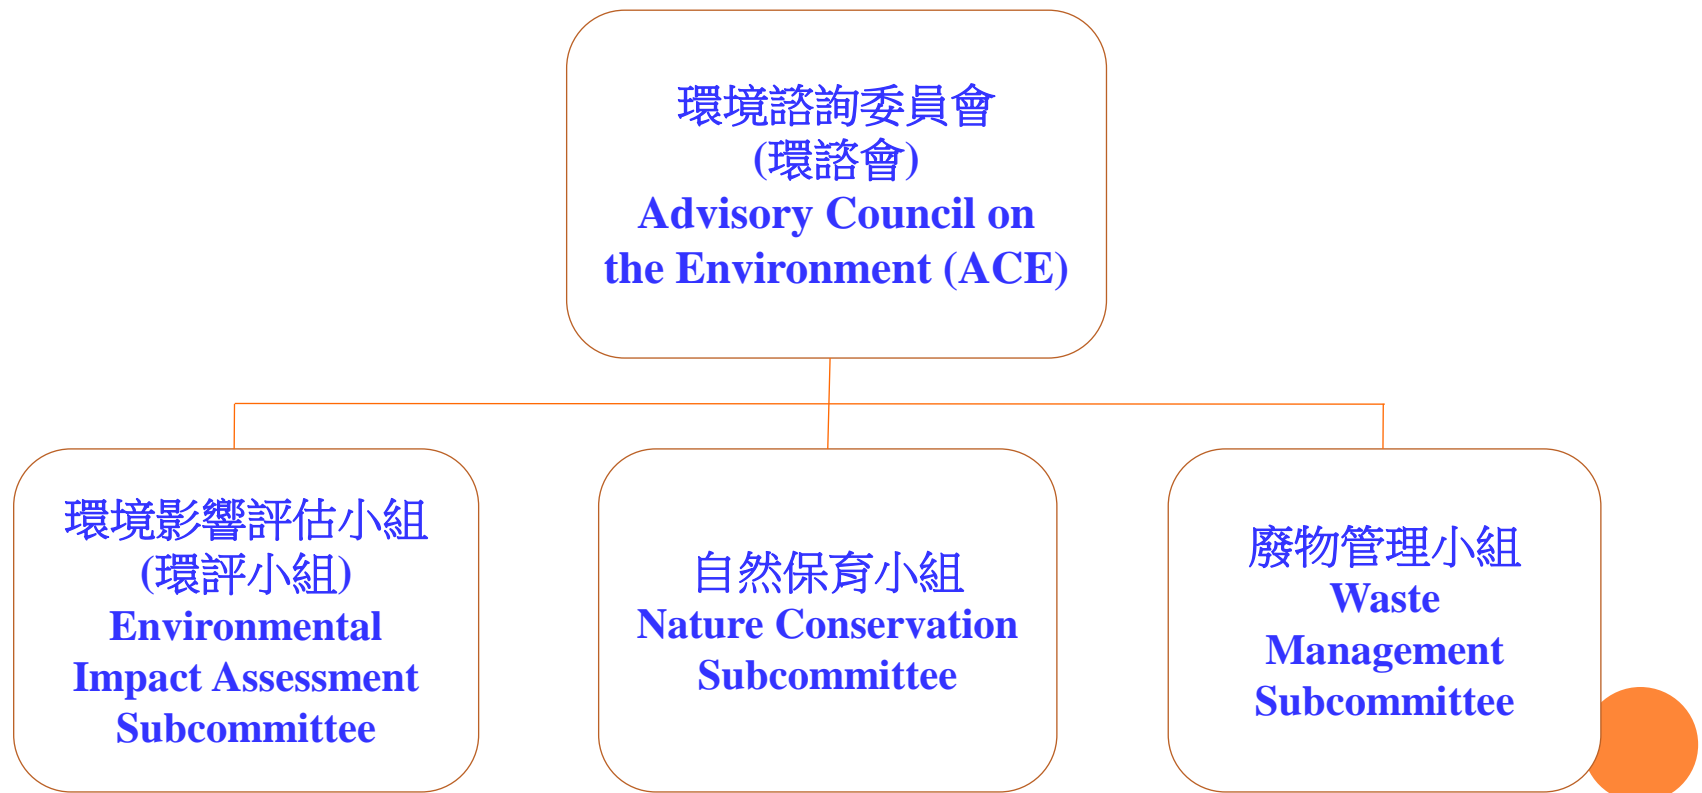 環境諮詢委員會
(環諮會)
Advisory Council on
the Environment (ACE)
環境影響評估小組
(環評小組)
Environmental
Impact Assessment
Subcommittee
自然保育小組
Nature Conservation
Subcommittee
廢物管理小組
Waste
Management
Subcommittee